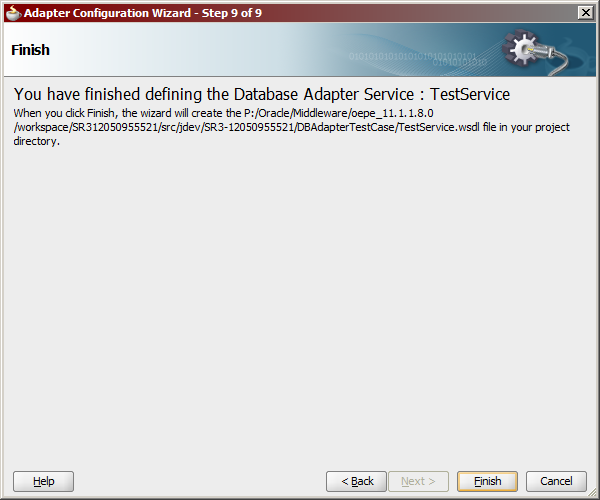 Adapter Configuration Wizard - Step 9 of 9
Finish
01010101010101010101010101
0101010101
You have finished defining the Database Adapter Service : TestService
When you click Finish, the wizard will create the P:/Oracle/Middleware/oepe_11.1.1.8.0
/workspace/SR312050955521/src/jdev/SR3-12050955521/DBAdapterTestCase/TestService.wsdl file in your project
directory.
Help
< Back
Next >
Finish
Cancel